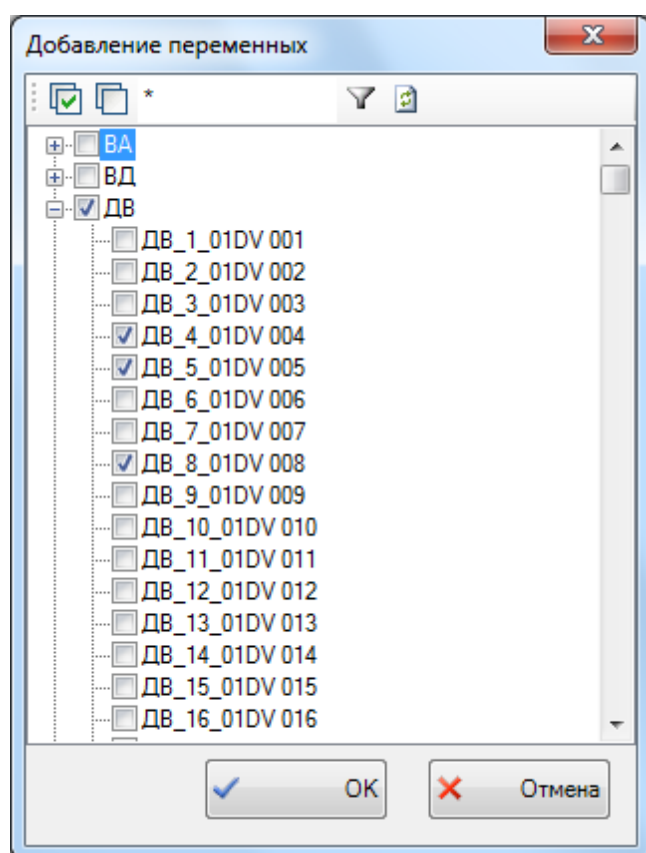 Добавление переменных
*
ВА
ВД
ДВ
ДВ_1_01DV 001
ДВ_2_01DV 002
ДВ_3_01DV 003
ДВ_4_01DV 004
ДВ_5_01DV 005
ДВ_6_01DV 006
ДВ_7_01DV 007
ДВ_8_01DV 008
ДВ_9_01DV 009
ДВ_10_01DV 010
ДВ_11_01DV 011
ДВ_12_01DV 012
ДВ_13_01DV 013
ДВ_14_01DV 014
ДВ_15_01DV 015
ДВ_16_01DV 016
OK Отмена